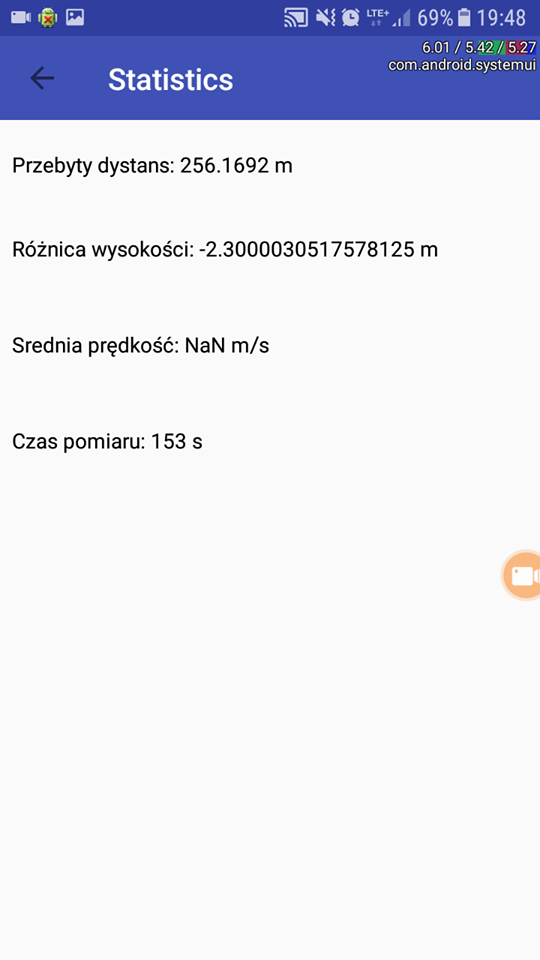 LTE+ 69% 19:48
6.01 / 5.42 / 5.27
com.android.systemui
Statistics
Przebyty dystans: 256.1692 m
Różnica wysokości: -2.3000030517578125 m
Srednia prędkość: NaN m/s
Czas pomiaru: 153 s